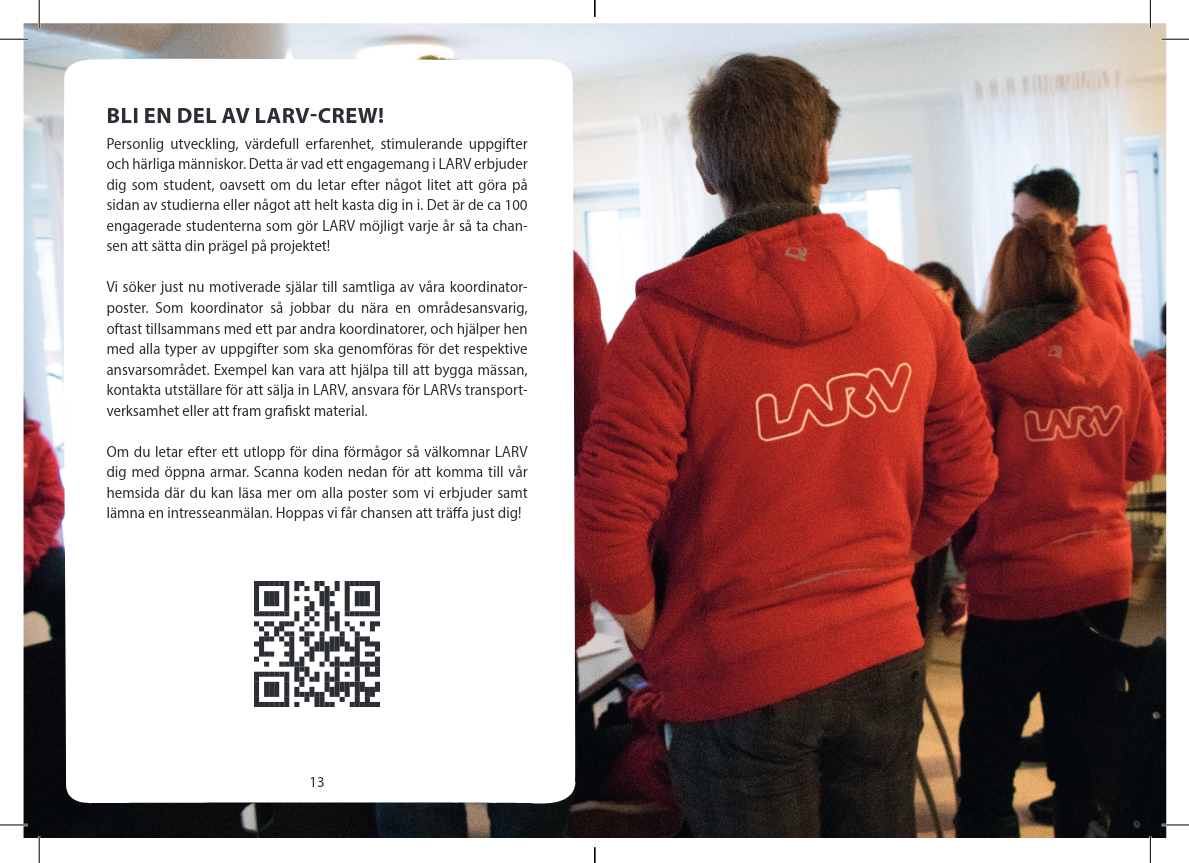 BLI EN DEL AV LARV-CREW!
Personlig utveckling, värdefull erfarenhet, stimulerande uppgifter
och härliga människor. Detta är vad ett engagemang i LARV erbjuder
dig som student, oavsett om du letar efter något litet att göra på
sidan av studierna eller något att helt kasta dig in i. Det är de ca 100
engagerade studenterna som gör LARV möjligt varje år så ta chan-
sen att sätta din prägel på projektet!
Vi söker just nu motiverade själar till samtliga av våra koordinator-
poster. Som koordinator så jobbar du nära en områdesansvarig,
oftast tillsammans med ett par andra koordinatorer, och hjälper hen
med alla typer av uppgifter som ska genomföras för det respektive
ansvarsområdet. Exempel kan vara att hjälpa till att bygga mässan,
kontakta utställare för att sälja in LARV, ansvara för LARVs transport-
verksamhet eller att fram grafiskt material.
Om du letar efter ett utlopp för dina förmågor så välkomnar LARV
dig med öppna armar. Scanna koden nedan för att komma till vår
hemsida där du kan läsa mer om alla poster som vi erbjuder samt
lämna en intresseanmälan. Hoppas vi får chansen att träffa just dig!
13
LARV
LARV